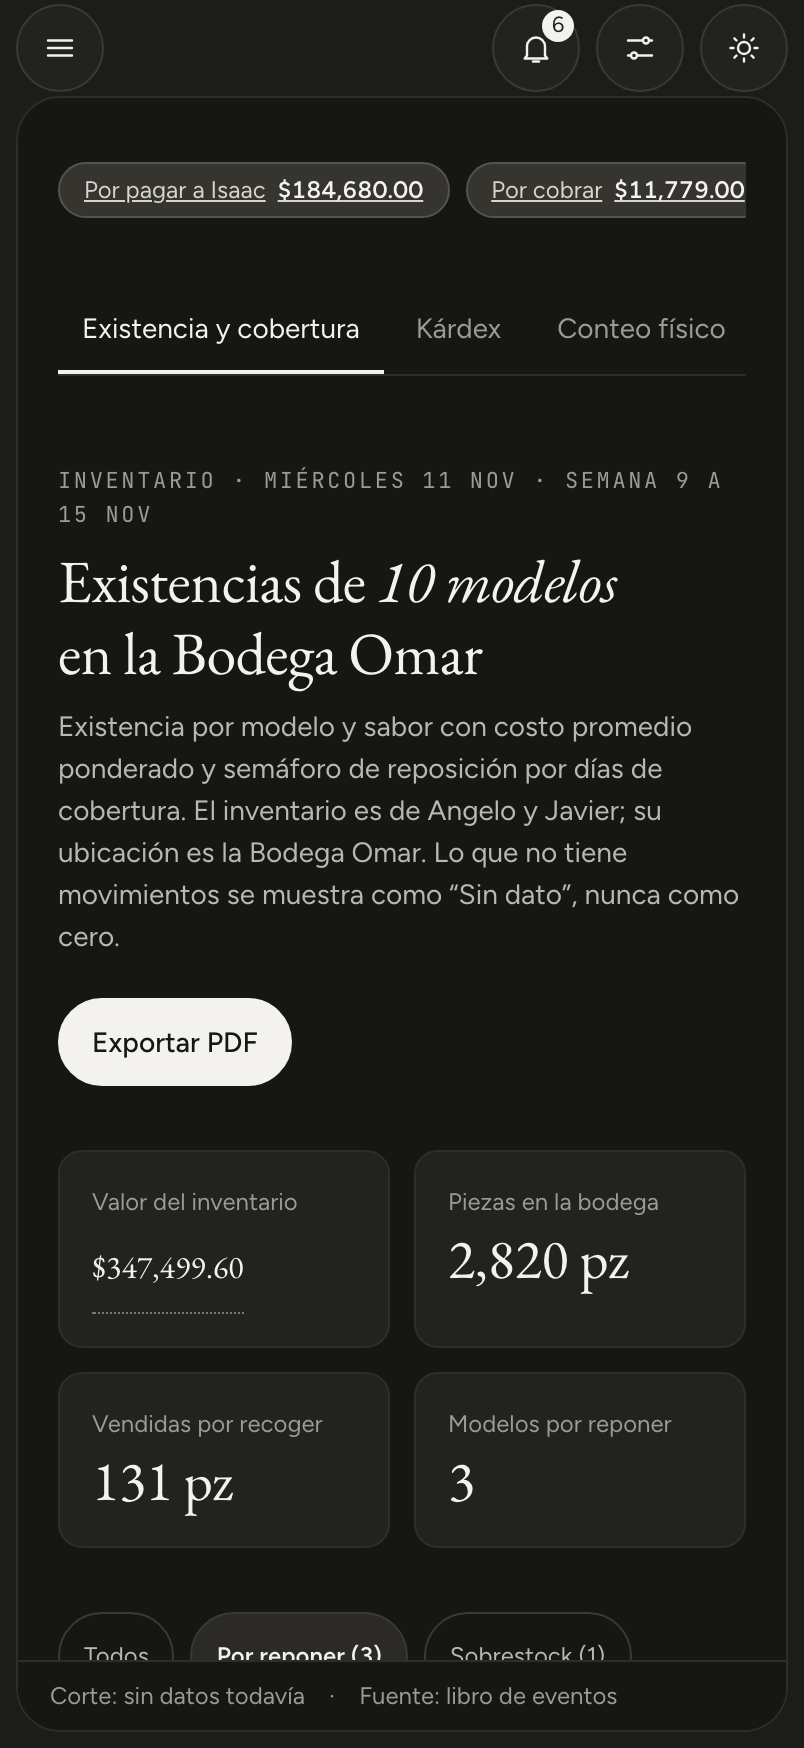 6
Por pagar a Isaac $184,680.00 Por cobrar $11,779.00
Existencia y cobertura Kárdex Conteo físico
INVENTARIO · MIÉRCOLES 11 NOV · SEMANA 9 A
15 NOV
Existencias de 10 modelos
en la Bodega Omar
Existencia por modelo y sabor con costo promedio
ponderado y semáforo de reposición por días de
cobertura. El inventario es de Angelo y Javier; su
ubicación es la Bodega Omar. Lo que no tiene
movimientos se muestra como “Sin dato”, nunca como
cero.
Exportar PDF
Valor del inventario Piezas en la bodega
$347,499.60 2,820 pz
Vendidas por recoger Modelos por reponer
131 pz 3
Todos Por reponer (3) Sobrestock (1)
Corte: sin datos todavía · Fuente: libro de eventos